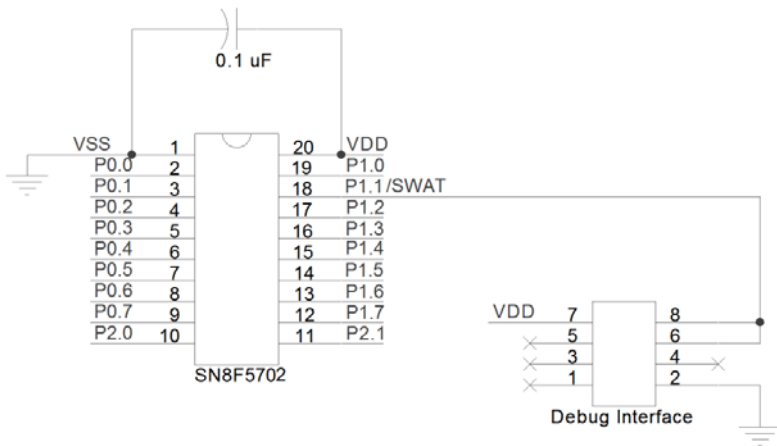 0.1 uF
VSS 1 20 VDD
P0.0 2 19 P1.0
P0.1 3 18 P1.1/SWAT
P0.2 4 17 P1.2
P0.3 5 16 P1.3
P0.4 6 15 P1.4
P0.5 7 14 P1.5
P0.6 8 13 P1.6
P0.7 9 12 P1.7
P2.0 10 11 P2.1
SN8F5702
VDD 7 8
5 6
3 4
1 2
Debug Interface